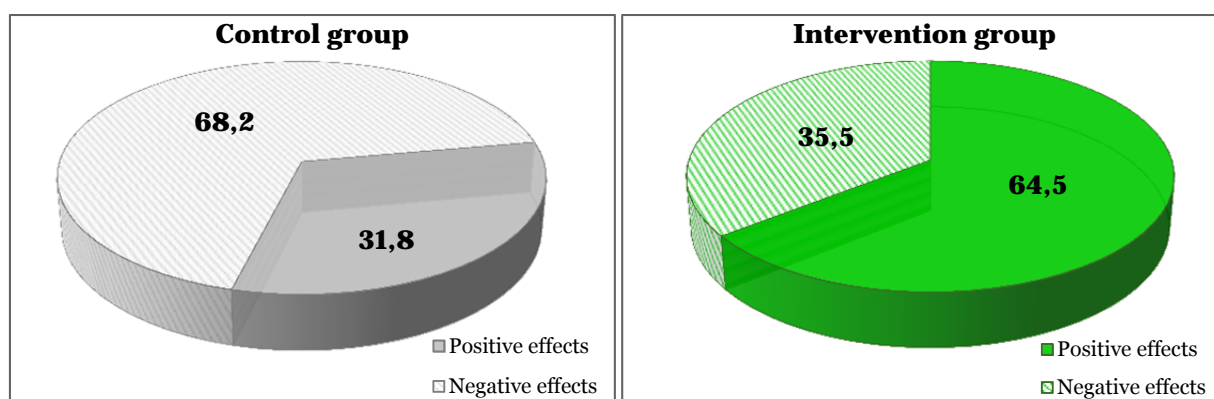 Control group
68,2
31,8
Positive effects
Negative effects
Intervention group
35,5
64,5
Positive effects
Negative effects